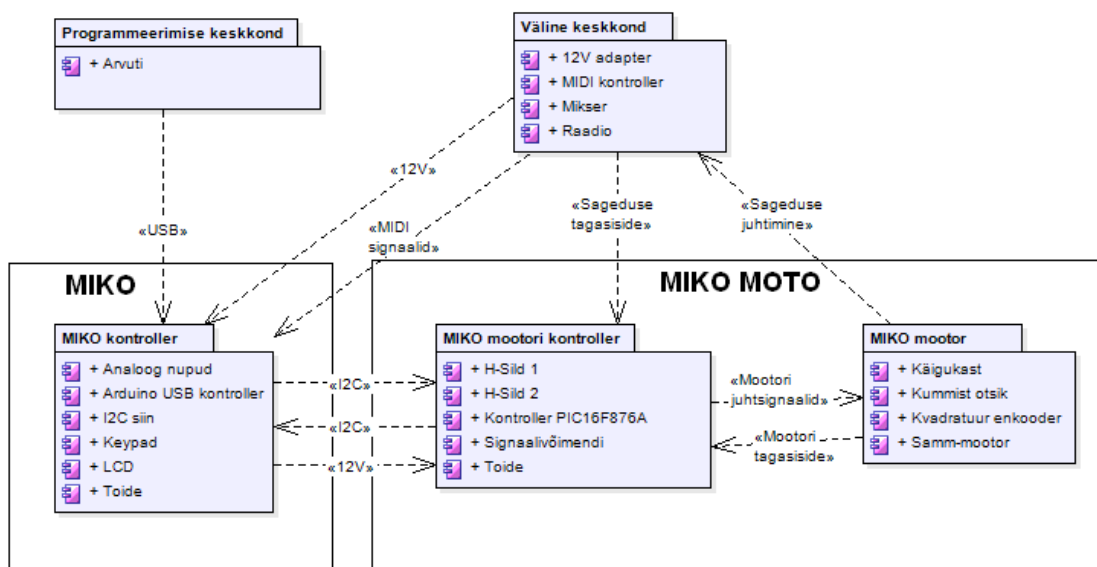 Programmeerimise keskkond
+ Arvuti
Väline keskkond
+ 12V adapter
+ MIDI kontroller
+ Mikser
+ Raadio
«12V»
«USB»
«MIDI
signaalid»
«Sageduse
tagasiside»
«Sageduse
juhtimine»
MIKO
MIKO MOTO
MIKO kontroller
+ Analoog nupud
+ Arduino USB kontroller
+ I2C siin
+ Keypad
+ LCD
+ Toide
«I2C»
«I2C»
«12V»
MIKO mootori kontroller
+ H-Sild 1
+ H-Sild 2
+ Kontroller PIC16F876A
+ Signaalivõimendi
+ Toide
«Mootori
juhtsignaalid»
«Mootori
tagasiside»
MIKO mootor
+ Käigukast
+ Kummist otsik
+ Kvadratuur enkooder
+ Samm-mootor